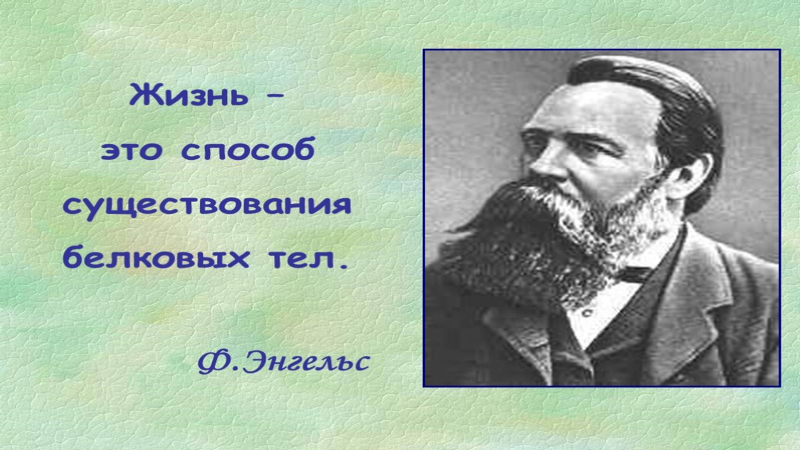 Жизнь –
это способ
существования
белковых тел.
Ф.Энгельс